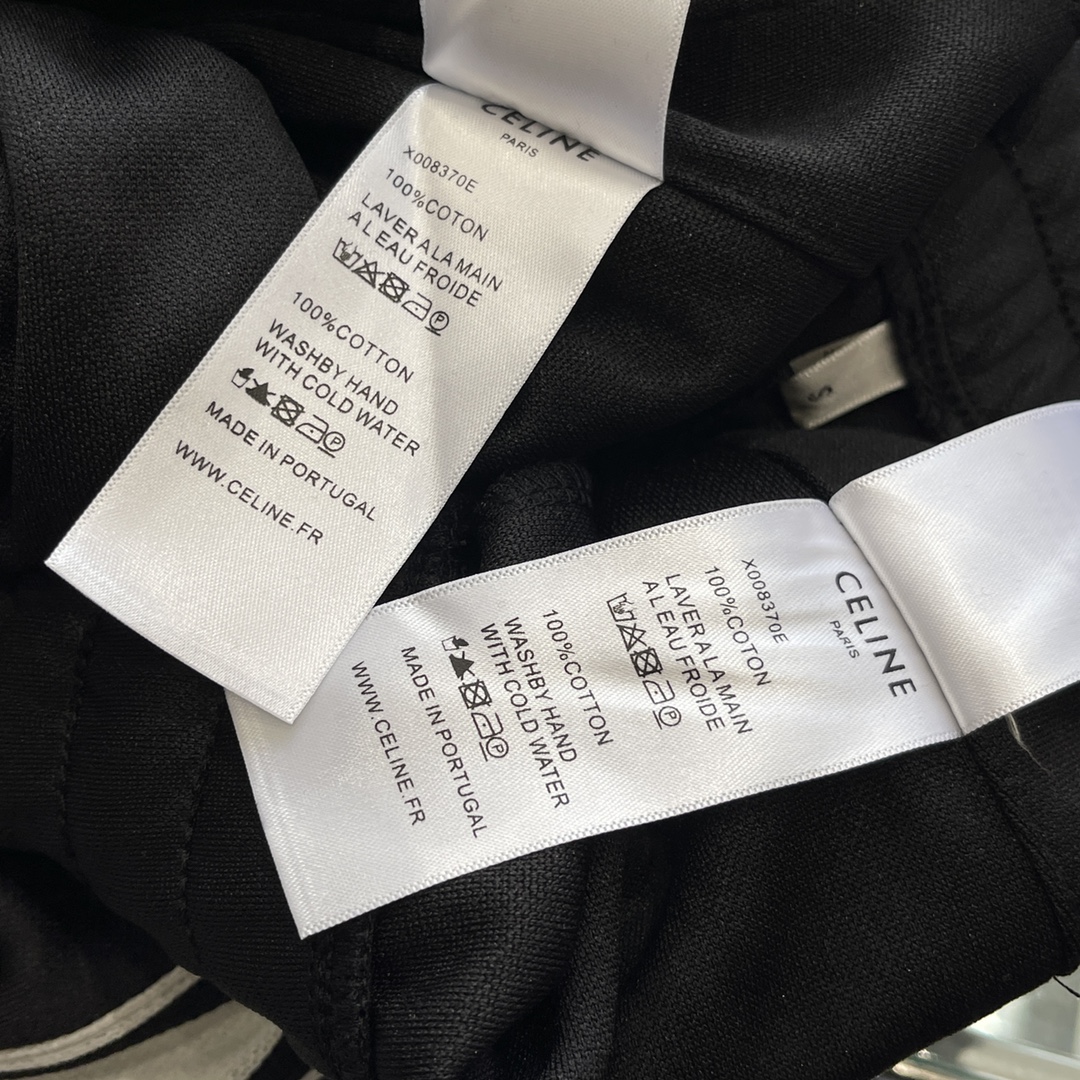 CELINE
PARIS
X008370E
100%COTON
LAVER A LA MAIN
A L EAU FROIDE
P
100%COTTON
WASHBY HAND
WITH COLD WATER
P
MADE IN PORTUGAL
WWW.CELINE.FR
S
CELINE
PARIS
X008370E
100%COTON
LAVER A LA MAIN
A L EAU FROIDE
P
100%COTTON
WASHBY HAND
WITH COLD WATER
P
MADE IN PORTUGAL
WWW.CELINE.FR